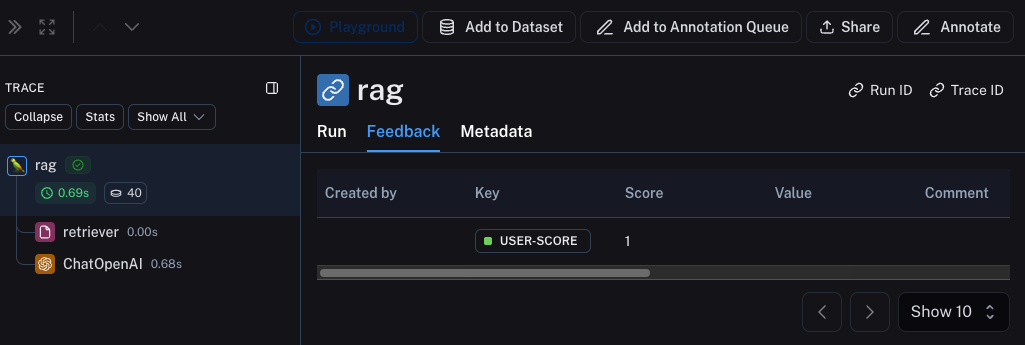 Playground
Add to Dataset
Add to Annotation Queue
Share
Annotate
TRACE
Collapse
Stats
Show All
rag
0.69s
40
retriever 0.00s
ChatOpenAI 0.68s
rag
Run ID
Trace ID
Run
Feedback
Metadata
Created by Key Score Value Comment
USER-SCORE 1
Show 10